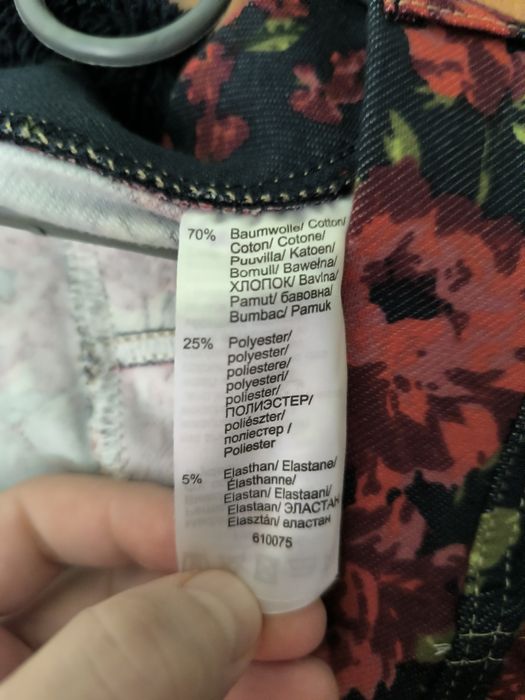 70% Baumwolle/ Cotton/
Coton/ Cotone/
Puuvilla/ Katoen/
Bomull/ Bawełna/
ХЛОПОК/ Bavlna/
Pamut/ бавовна/
Bumbac/ Pamuk
25% Polyester/
polyester/
poliestere/
polyesteri/
poliester/
ПОЛИЭСТЕР/
poliészter/
поліестер /
Poliester
5% Elasthan/ Elastane/
Élasthanne/
Elastan/ Elastaani/
Elastaan/ ЭЛАСТАН
Elasztán/ еластан
610075